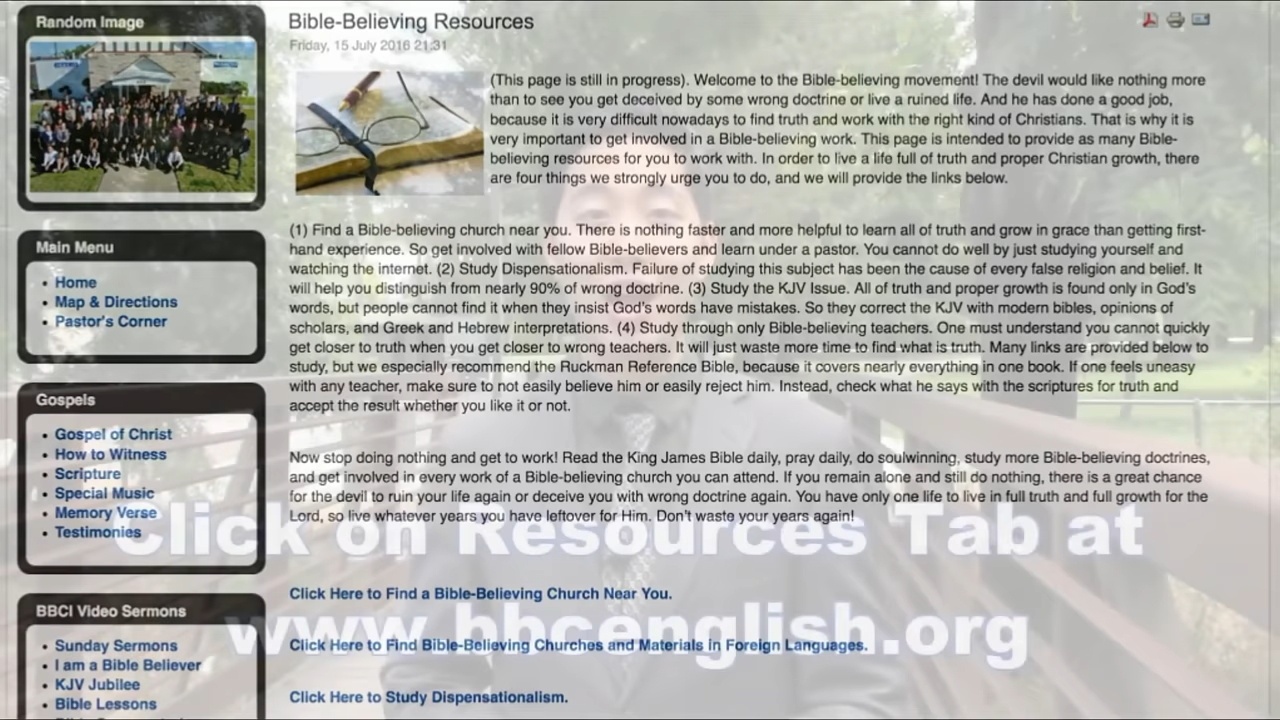 Random Image
Main Menu
Home
Map & Directions
Pastor's Corner
Gospels
Gospel of Christ
How to Witness
Scripture
Special Music
Memory Verse
Testimonies
BBCI Video Sermons
Sunday Sermons
I am a Bible Believer
KJV Jubilee
Bible Lessons
Bible-Believing Resources
Friday, 15 July 2016 21:31
(This page is still in progress). Welcome to the Bible-believing movement! The devil would like nothing more
than to see you get deceived by some wrong doctrine or live a ruined life. And he has done a good job,
because it is very difficult nowadays to find truth and work with the right kind of Christians. That is why it is
very important to get involved in a Bible-believing work. This page is intended to provide as many Bible-
believing resources for you to work with. In order to live a life full of truth and proper Christian growth, there
are four things we strongly urge you to do, and we will provide the links below.
(1) Find a Bible-believing church near you. There is nothing faster and more helpful to learn all of truth and grow in grace than getting first-
hand experience. So get involved with fellow Bible-believers and learn under a pastor. You cannot do well by just studying yourself and
watching the internet. (2) Study Dispensationalism. Failure of studying this subject has been the cause of every false religion and belief. It
will help you distinguish from nearly 90% of wrong doctrine. (3) Study the KJV Issue. All of truth and proper growth is found only in God's
words, but people cannot find it when they insist God's words have mistakes. So they correct the KJV with modern bibles, opinions of
scholars, and Greek and Hebrew interpretations. (4) Study through only Bible-believing teachers. One must understand you cannot quickly
get closer to truth when you get closer to wrong teachers. It will just waste more time to find what is truth. Many links are provided below to
study, but we especially recommend the Ruckman Reference Bible, because it covers nearly everything in one book. If one feels uneasy
with any teacher, make sure to not easily believe him or easily reject him. Instead, check what he says with the scriptures for truth and
accept the result whether you like it or not.
Now stop doing nothing and get to work! Read the King James Bible daily, pray daily, do soulwinning, study more Bible-believing doctrines,
and get involved in every work of a Bible-believing church you can attend. If you remain alone and still do nothing, there is a great chance
for the devil to ruin your life again or deceive you with wrong doctrine again. You have only one life to live in full truth and full growth for the
Lord, so live whatever years you have leftover for Him. Don't waste your years again!
Click on Resources Tab at
Click Here to Find a Bible-Believing Church Near You.
www.bbcenglish.org
Click Here to Find Bible-Believing Churches and Materials in Foreign Languages.
Click Here to Study Dispensationalism.